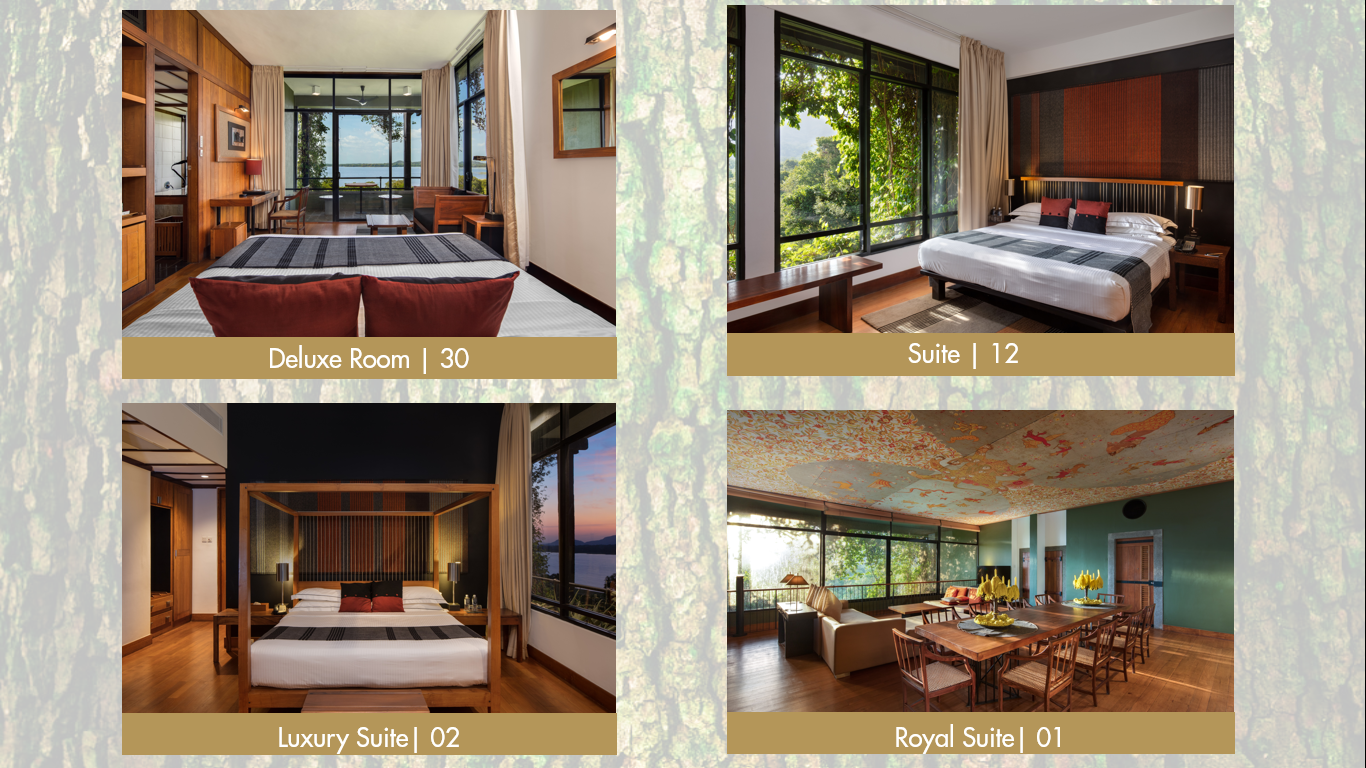 Deluxe Room | 30
Suite | 12
Luxury Suite| 02
Royal Suite| 01